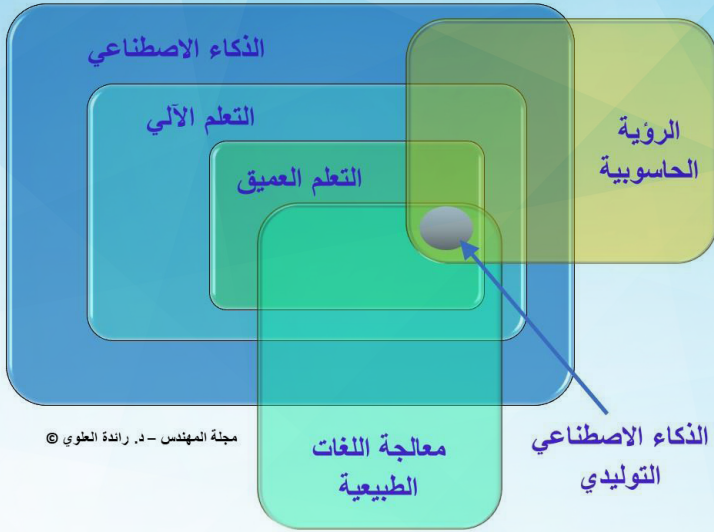 الذكاء الاصطناعي
التعلم الآلي
التعلم العميق
الرؤية
الحاسوبية
معالجة اللغات
الطبيعية
الذكاء الاصطناعي
التوليدي
مجلة المهندس – د. رائدة العلوي ©